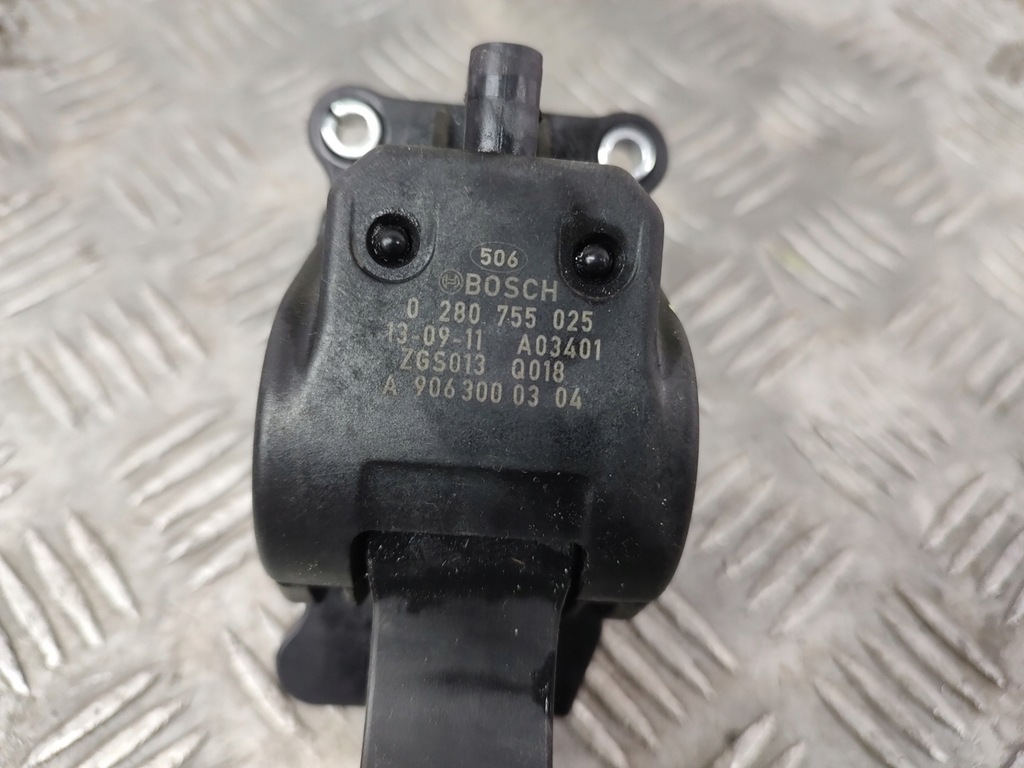 506
BOSCH
0 280 755 025
13-09-11 A03401
ZGS013 Q018
A 906 300 03 04